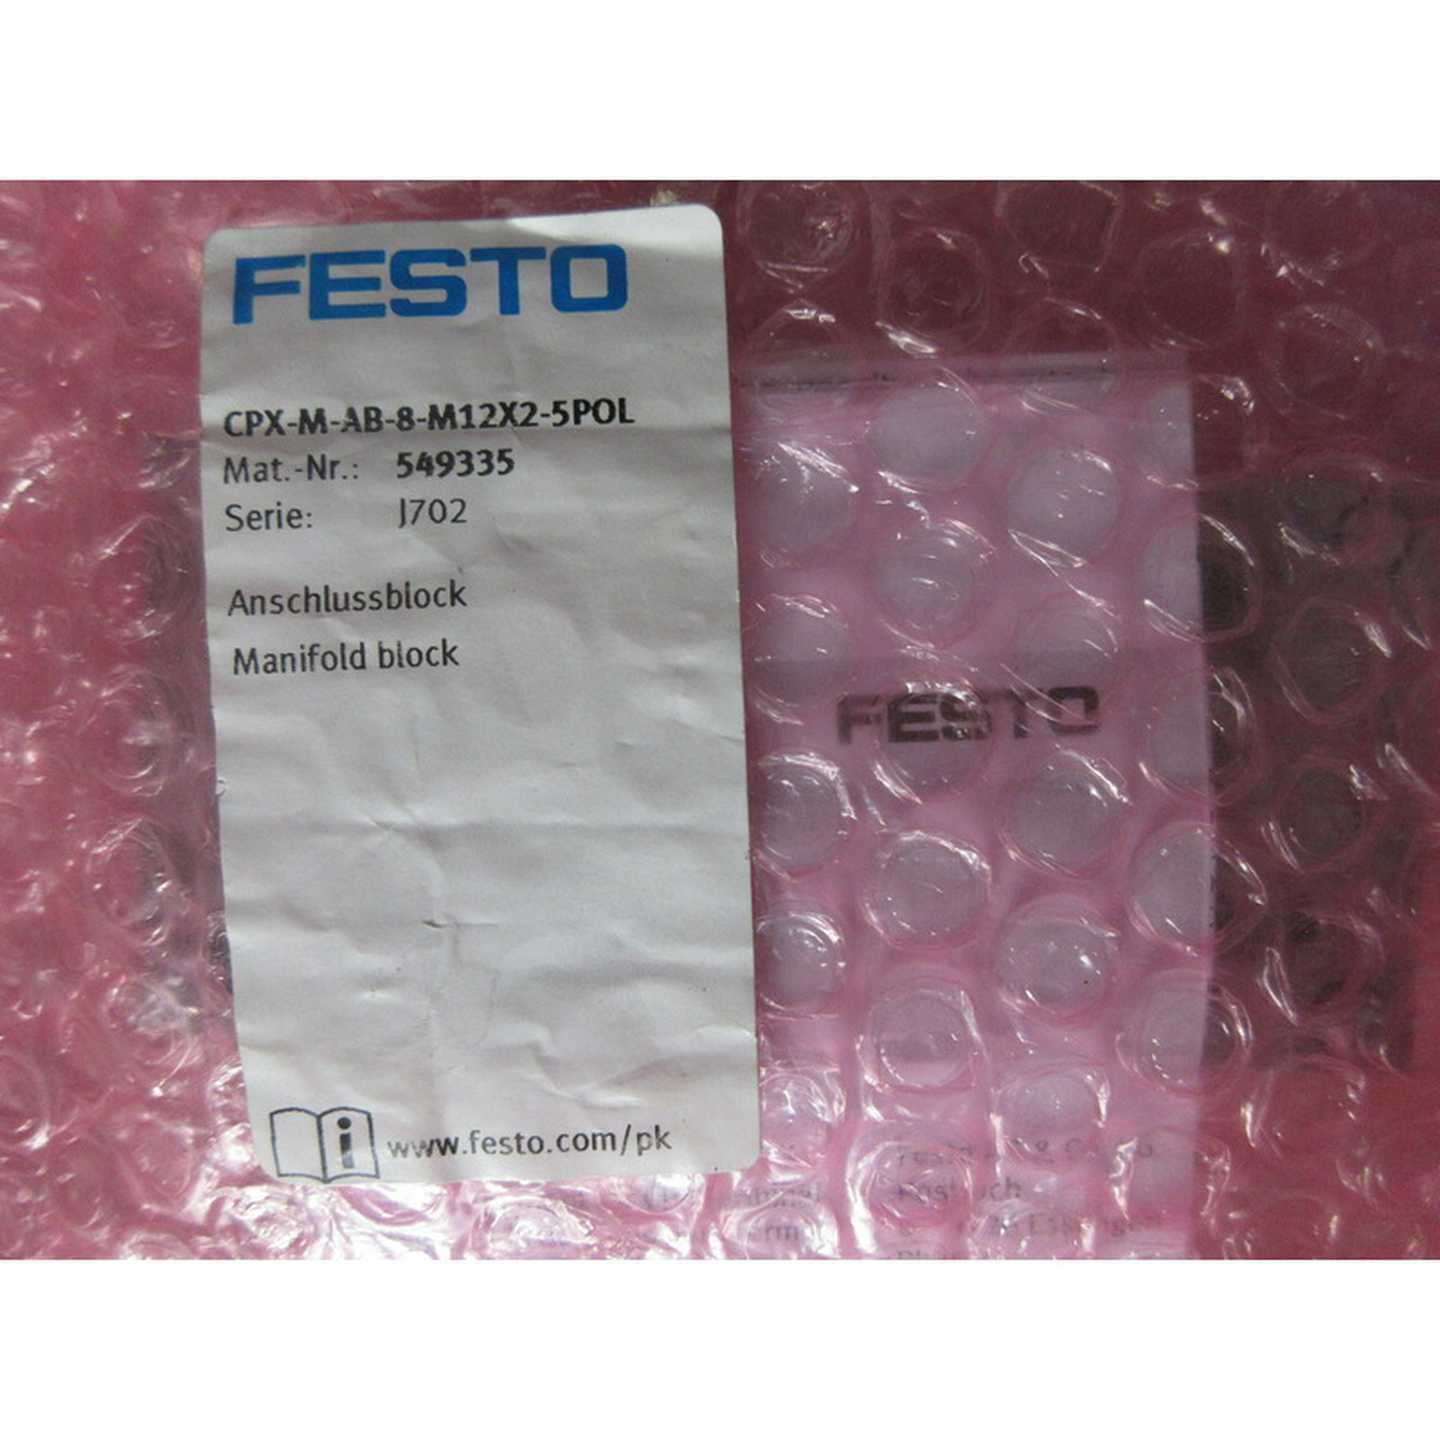 FESTO
CPX-M-AB-8-M12X2-5POL
Mat.-Nr.: 549335
Serie: J702
Anschlussblock
Manifold block
i www.festo.com/pk
FESTO